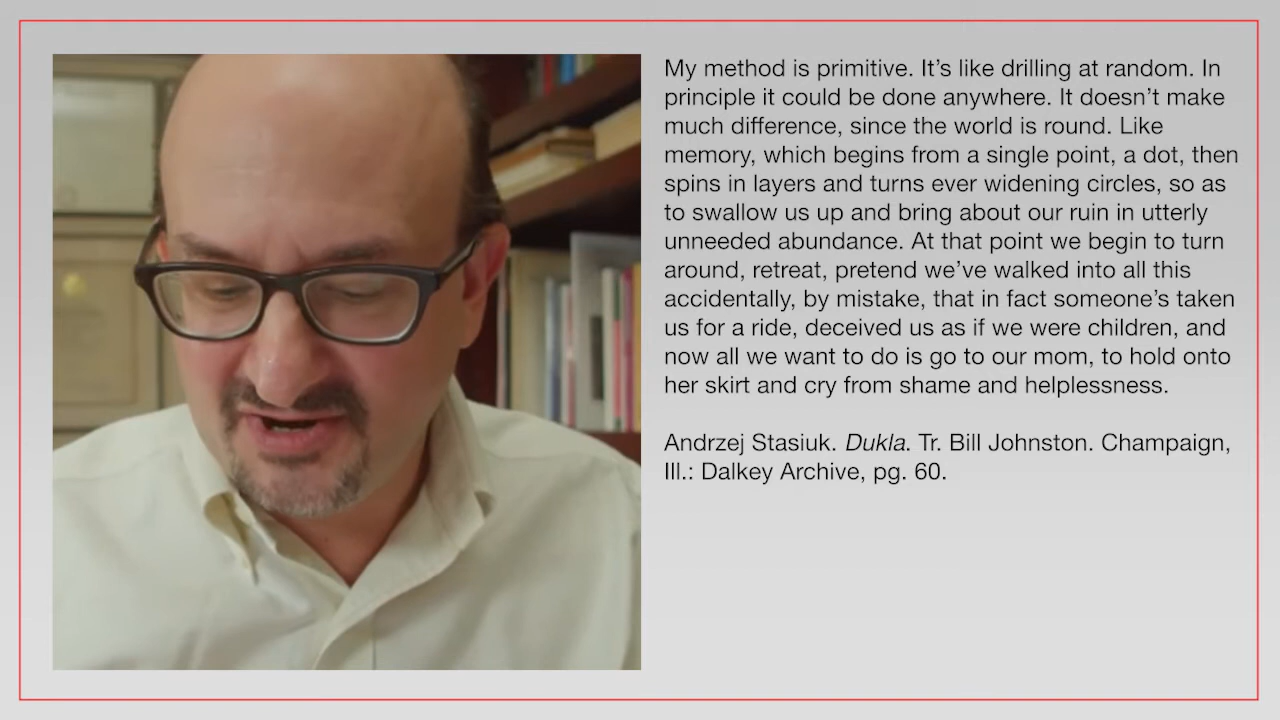 My method is primitive. It’s like drilling at random. In
principle it could be done anywhere. It doesn’t make
much difference, since the world is round. Like
memory, which begins from a single point, a dot, then
spins in layers and turns ever widening circles, so as
to swallow us up and bring about our ruin in utterly
unneeded abundance. At that point we begin to turn
around, retreat, pretend we’ve walked into all this
accidentally, by mistake, that in fact someone’s taken
us for a ride, deceived us as if we were children, and
now all we want to do is go to our mom, to hold onto
her skirt and cry from shame and helplessness.
Andrzej Stasiuk. Dukla. Tr. Bill Johnston. Champaign,
Ill.: Dalkey Archive, pg. 60.